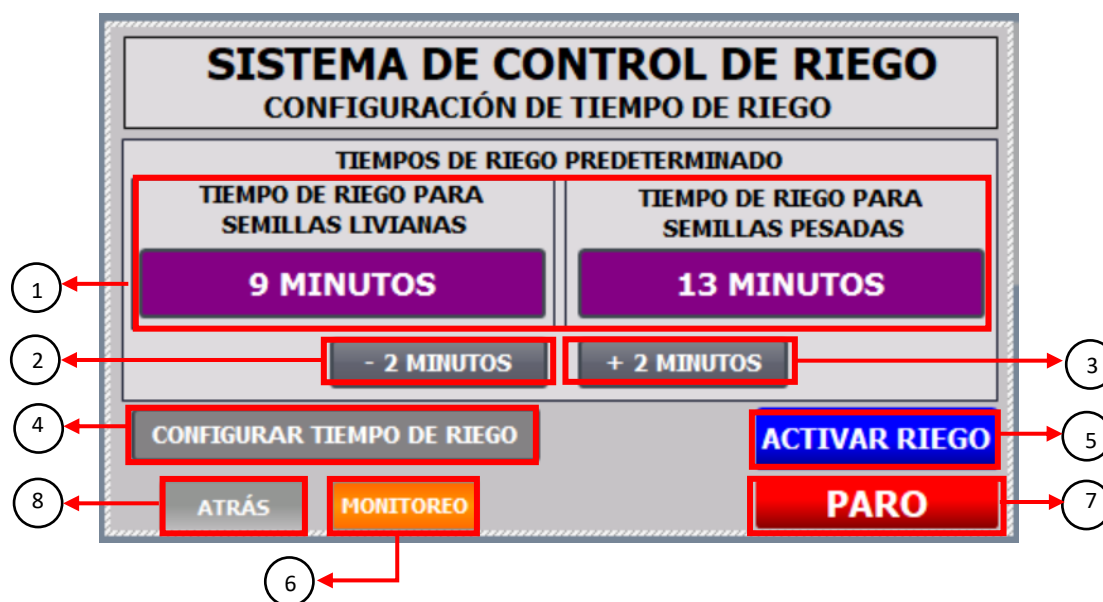 SISTEMA DE CONTROL DE RIEGO
CONFIGURACIÓN DE TIEMPO DE RIEGO
TIEMPOS DE RIEGO PREDETERMINADO
TIEMPO DE RIEGO PARA
SEMILLAS LIVIANAS
TIEMPO DE RIEGO PARA
SEMILLAS PESADAS
1
9 MINUTOS
13 MINUTOS
2
- 2 MINUTOS
+ 2 MINUTOS
3
4
CONFIGURAR TIEMPO DE RIEGO
ACTIVAR RIEGO
5
8
ATRÁS
MONITOREO
PARO
7
6